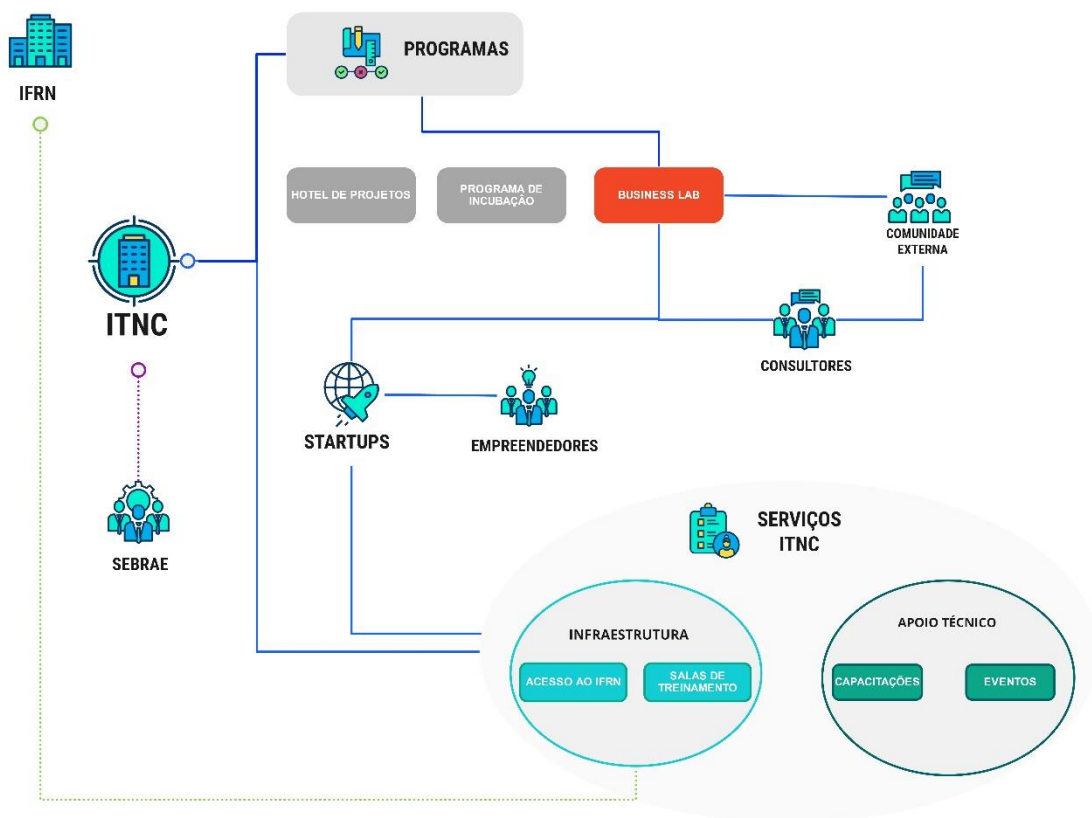 IFRN
PROGRAMAS
HOTEL DE PROJETOS
PROGRAMA DE
INCUBAÇÃO
BUSINESS LAB
COMUNIDADE
EXTERNA
ITNC
CONSULTORES
STARTUPS
EMPREENDEDORES
SEBRAE
SERVIÇOS
ITNC
INFRAESTRUTURA
ACESSO AO IFRN
SALAS DE
TREINAMENTO
APOIO TÉCNICO
CAPACITAÇÕES
EVENTOS